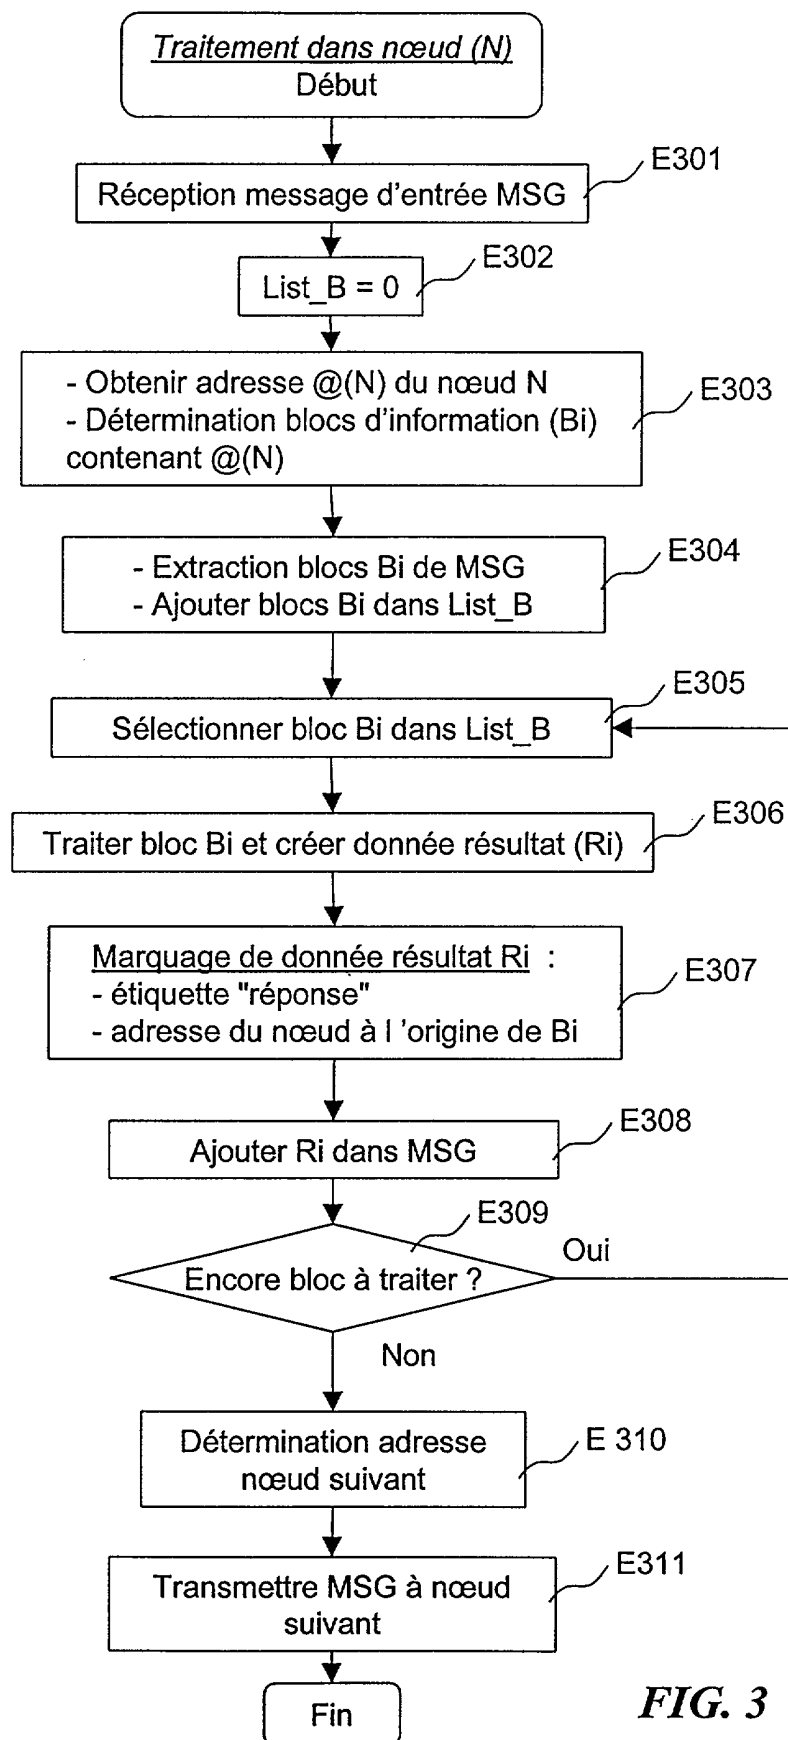 Traitement dans nœud (N)
Début
E301
Réception message d'entrée MSG
E302
List_B = 0
E303
- Obtenir adresse @(N) du nœud N
- Détermination blocs d'information (Bi)
contenant @(N)
E304
- Extraction blocs Bi de MSG
- Ajouter blocs Bi dans List_B
E305
Sélectionner bloc Bi dans List_B
E306
Traiter bloc Bi et créer donnée résultat (Ri)
E307
Marquage de donnée résultat Ri :
- étiquette "réponse"
- adresse du nœud à l 'origine de Bi
E308
Ajouter Ri dans MSG
E309
Encore bloc à traiter ?
Oui
Non
E 310
Détermination adresse
nœud suivant
E311
Transmettre MSG à nœud
suivant
Fin
FIG. 3